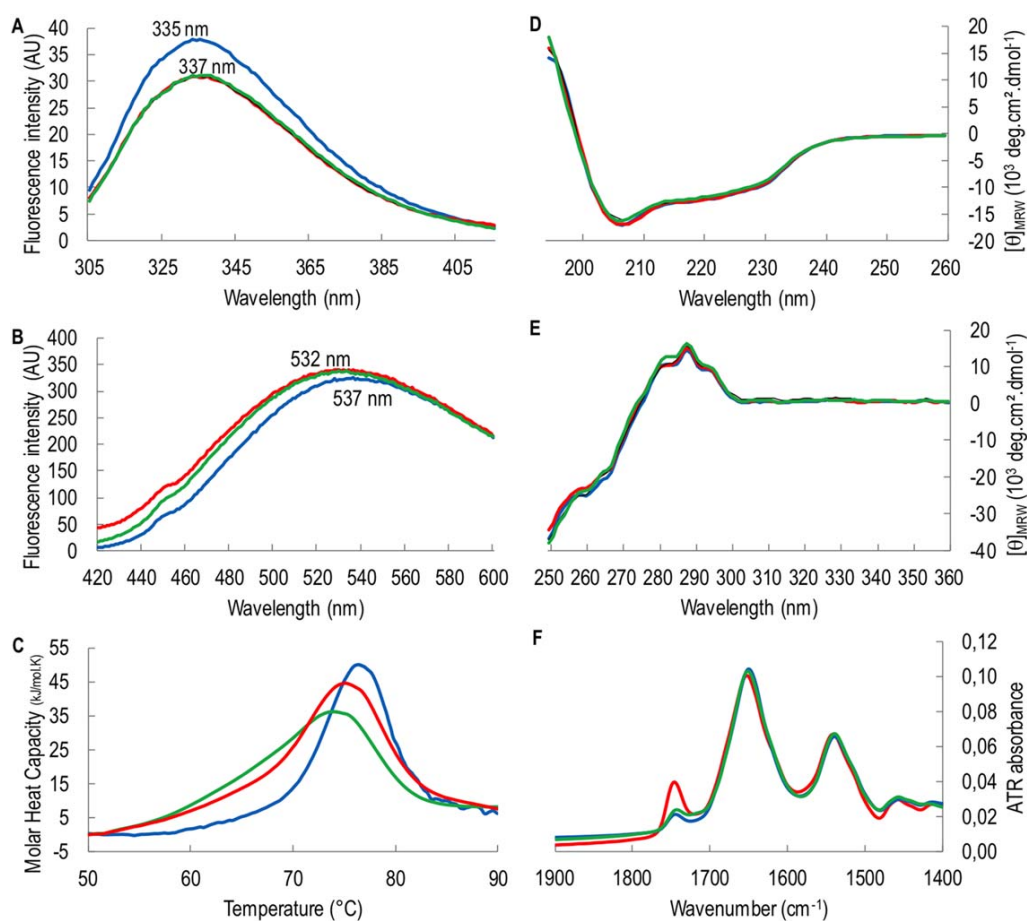 A
335 nm
337 nm
Fluorescence intensity (AU)
40
35
30
25
20
15
10
5
0
305 325 345 365 385 405
Wavelength (nm)
D
20
15
10
5
0
-5
-10
-15
-20
[θ]MRW (10³ deg.cm².dmol-¹)
200 210 220 230 240 250 260
Wavelength (nm)
B
532 nm
537 nm
Fluorescence intensity (AU)
400
350
300
250
200
150
100
50
0
420 440 460 480 500 520 540 560 580 600
Wavelength (nm)
E
20
10
0
-10
-20
-30
-40
[θ]MRW (10³ deg.cm².dmol-¹)
250 260 270 280 290 300 310 320 330 340 350 360
Wavelength (nm)
C
Molar Heat Capacity (kJ/mol.K)
55
45
35
25
15
5
-5
50 60 70 80 90
Temperature (°C)
F
0,12
0,10
0,08
0,06
0,04
0,02
0,00
ATR absorbance
1900 1800 1700 1600 1500 1400
Wavenumber (cm-¹)